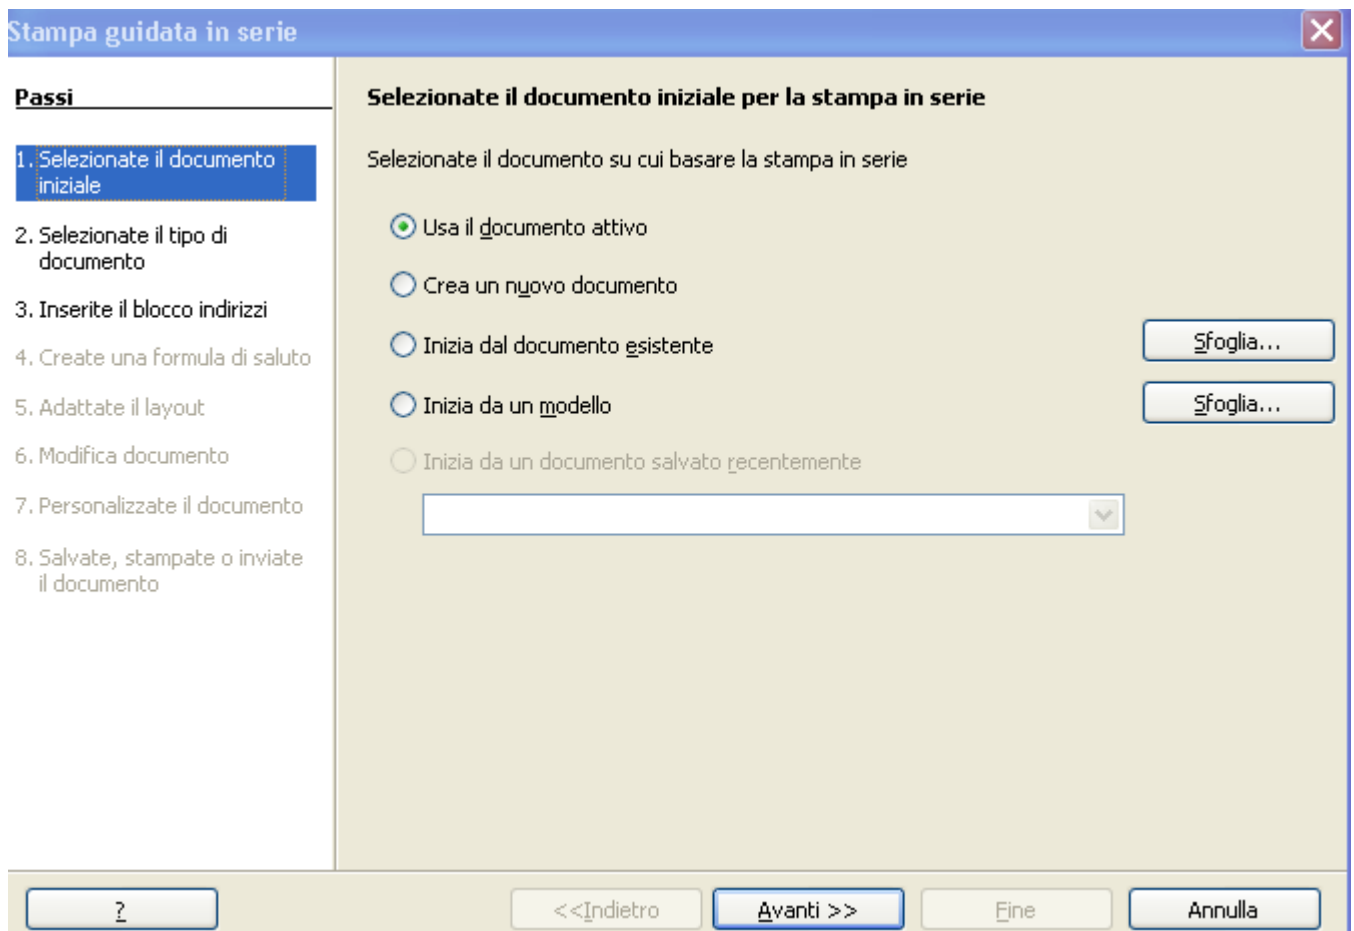 Stampa guidata in serie
Passi
1. Selezionate il documento
iniziale
2. Selezionate il tipo di
documento
3. Inserite il blocco indirizzi
4. Create una formula di saluto
5. Adattate il layout
6. Modifica documento
7. Personalizzate il documento
8. Salvate, stampate o inviate
il documento
Selezionate il documento iniziale per la stampa in serie
Selezionate il documento su cui basare la stampa in serie
Usa il documento attivo
Crea un nuovo documento
Inizia dal documento esistente
Sfoglia...
Inizia da un modello
Sfoglia...
Inizia da un documento salvato recentemente
?
<<Indietro
Avanti >>
Fine
Annulla